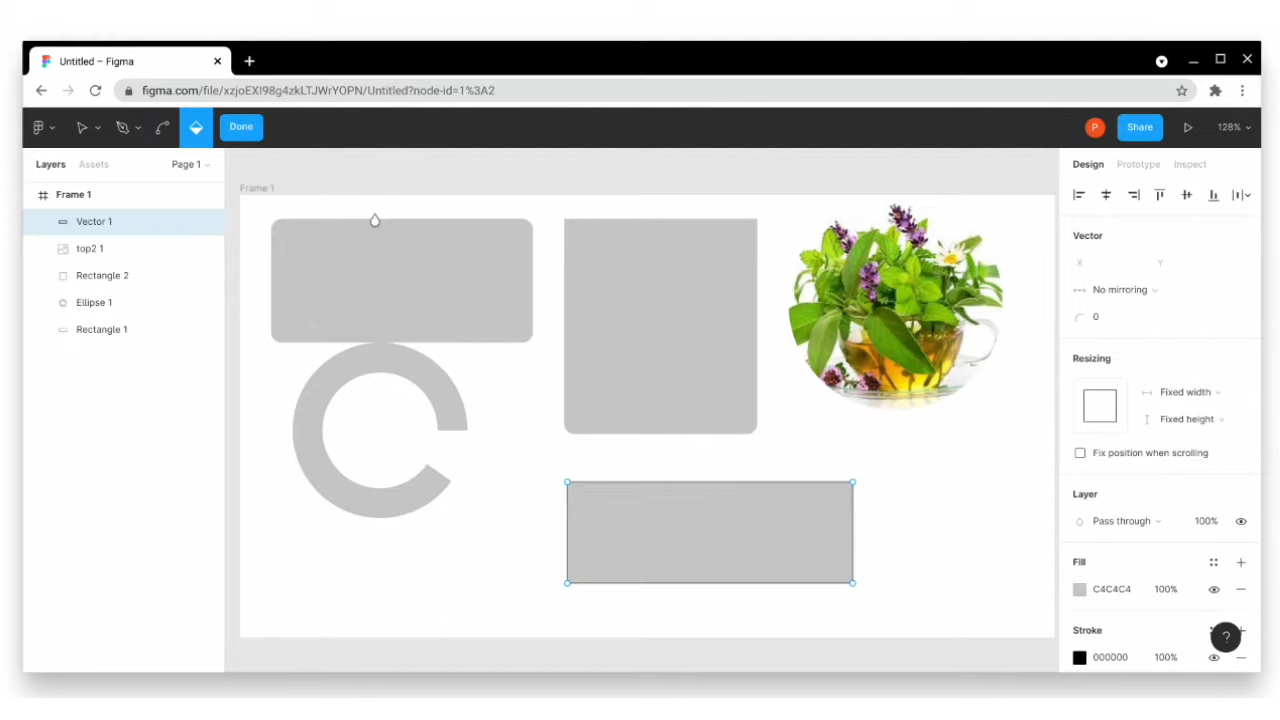 Untitled – Figma
figma.com/file/xzjoEXI98g4zkLTJWrYOPN/Untitled?node-id=1%3A2
Done
P
Share
128%
Layers
Assets
Page 1
Design
Prototype
Inspect
Frame 1
Vector 1
top2 1
Rectangle 2
Ellipse 1
Rectangle 1
Frame 1
Vector
X
Y
No mirroring
0
Resizing
Fixed width
Fixed height
Fix position when scrolling
Layer
Pass through
100%
Fill
C4C4C4
100%
Stroke
?
000000
100%